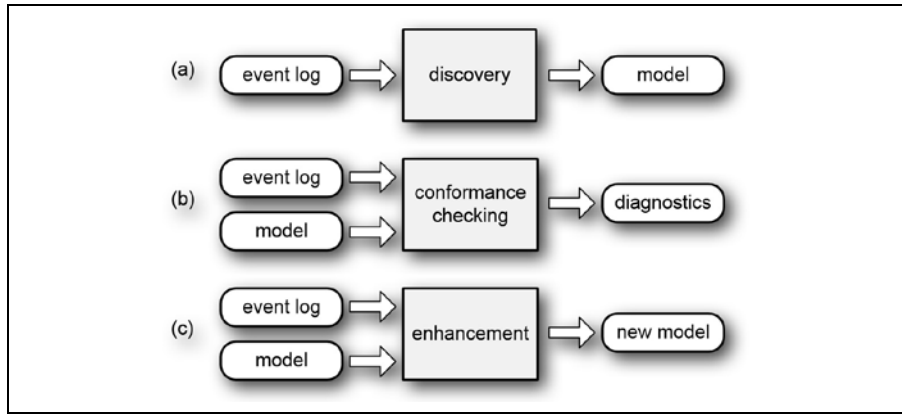 (a)
event log
discovery
model
(b)
event log
model
conformance
checking
diagnostics
(c)
event log
model
enhancement
new model